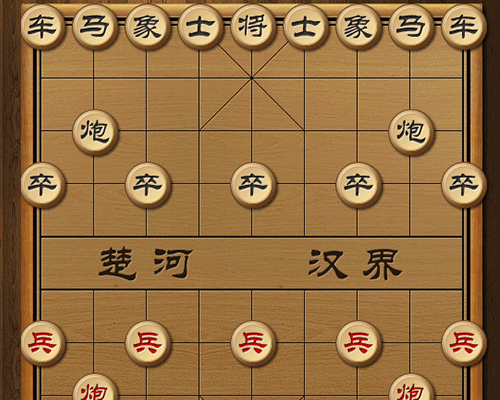 车马象士将士象马车
炮 炮
卒 卒 卒 卒 卒
楚河 汉界
兵 兵 兵 兵 兵
炮 炮